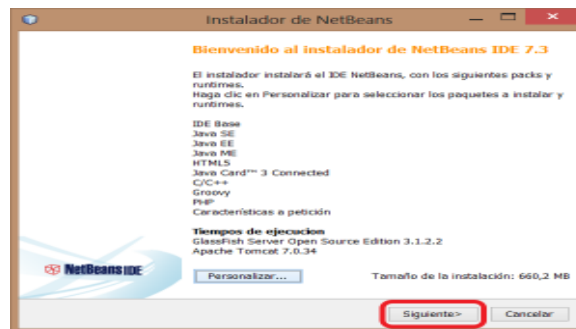 Instalador de NetBeans
Bienvenido al instalador de NetBeans IDE 7.3
El instalador instalará el IDE NetBeans, con los siguientes packs y
runtimes.
Haga clic en Personalizar para seleccionar los paquetes a instalar y
runtimes.
IDE Base
Java SE
Java EE
Java ME
HTML5
Java Card™ 3 Connected
C/C++
Groovy
PHP
Características a petición
Tiempos de ejecucion
GlassFish Server Open Source Edition 3.1.2.2
Apache Tomcat 7.0.34
NetBeans IDE
Personalizar...
Tamaño de la instalación: 660,2 MB
Siguiente>
Cancelar